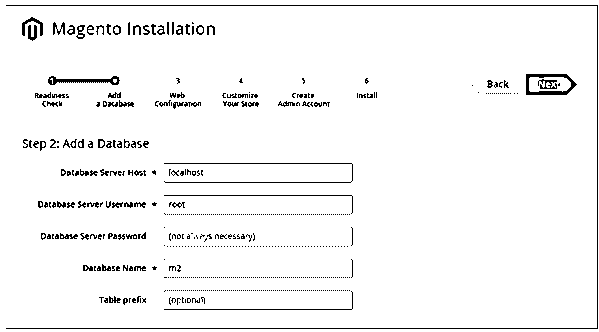 Magento Installation
1 2 3 4 5 6
Readiness Check
Add a Database
Web Configuration
Customize Your Store
Create Admin Account
Install
Back
Next
Step 2: Add a Database
Database Server Host * localhost
Database Server Username * root
Database Server Password (not always necessary)
Database Name * m2
Table prefix (optional)